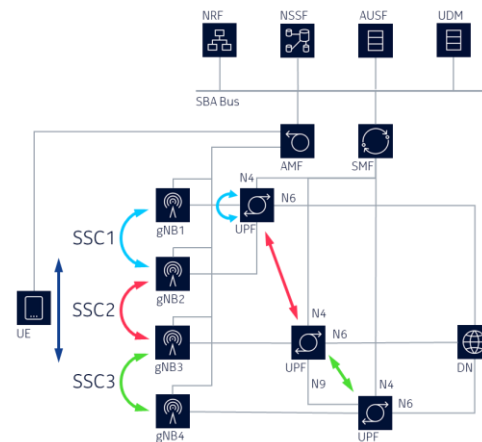 NRF
NSSF
AUSF
UDM
SBA Bus
AMF
SMF
N4
N6
SSC1
gNB1
UPF
gNB2
SSC2
UE
N4
gNB3
N6
UPF
DN
SSC3
N9
N4
N6
gNB4
UPF